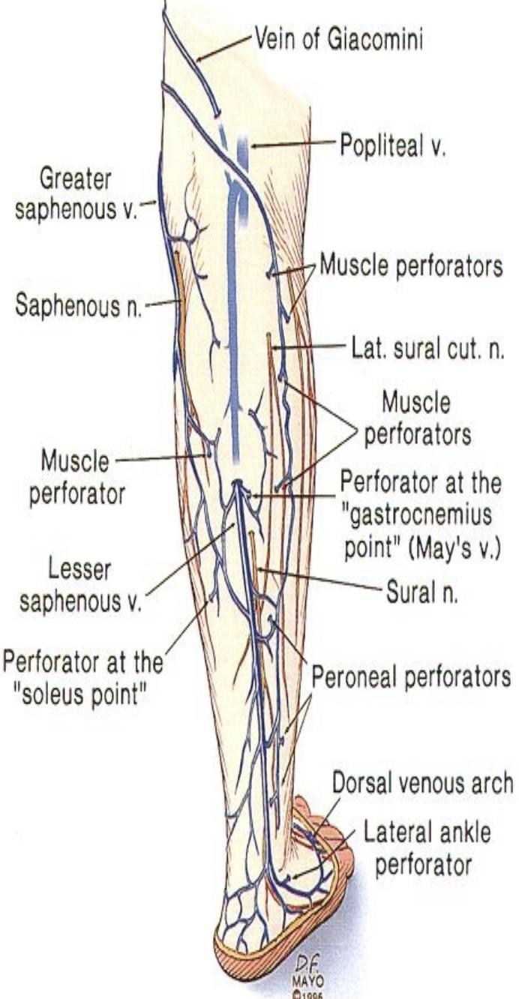 Vein of Giacomini
Popliteal v.
Greater
saphenous v.
Muscle perforators
Saphenous n.
Lat. sural cut. n.
Muscle
perforators
Muscle
perforator
Perforator at the
"gastrocnemius
point" (May's v.)
Lesser
saphenous v.
Sural n.
Perforator at the
"soleus point"
Peroneal perforators
Dorsal venous arch
Lateral ankle
perforator
D.F.
MAYO
©1996